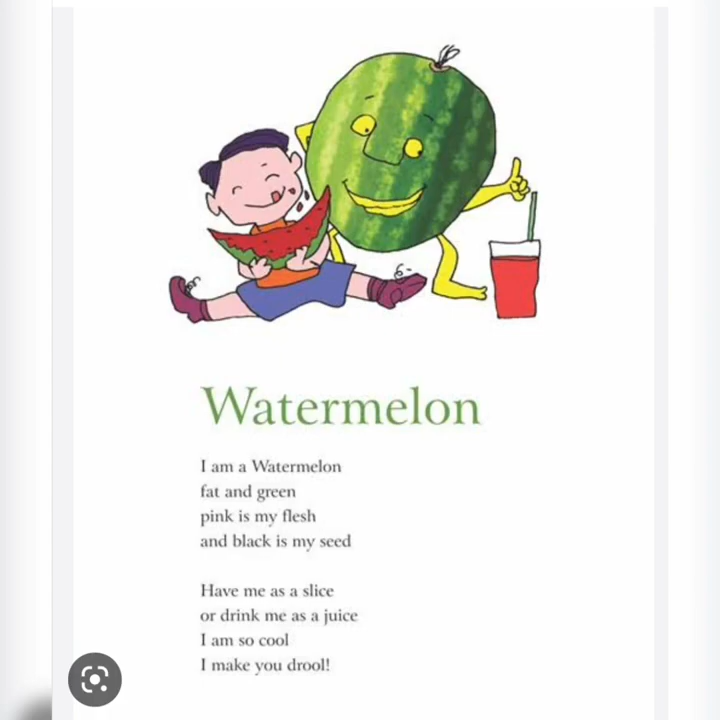 Watermelon
I am a Watermelon
fat and green
pink is my flesh
and black is my seed
Have me as a slice
or drink me as a juice
I am so cool
I make you drool!